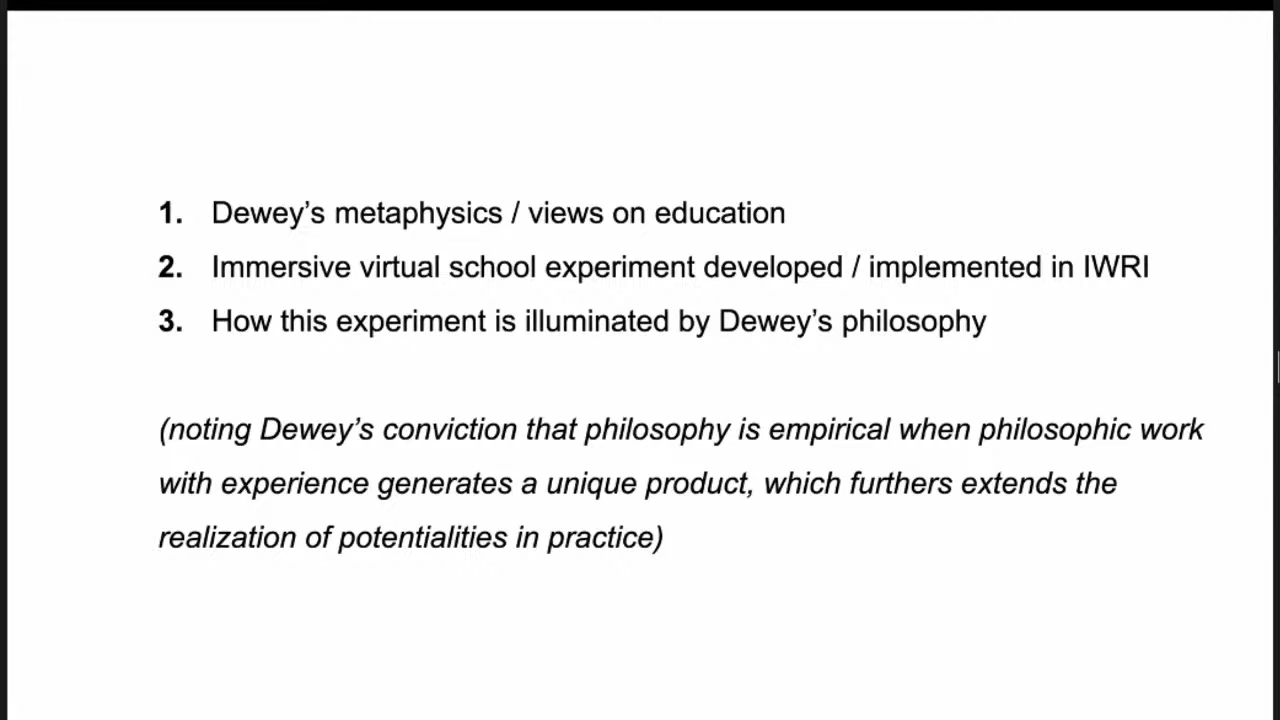 1. Dewey’s metaphysics / views on education
2. Immersive virtual school experiment developed / implemented in IWRI
3. How this experiment is illuminated by Dewey’s philosophy
(noting Dewey’s conviction that philosophy is empirical when philosophic work
with experience generates a unique product, which furthers extends the
realization of potentialities in practice)